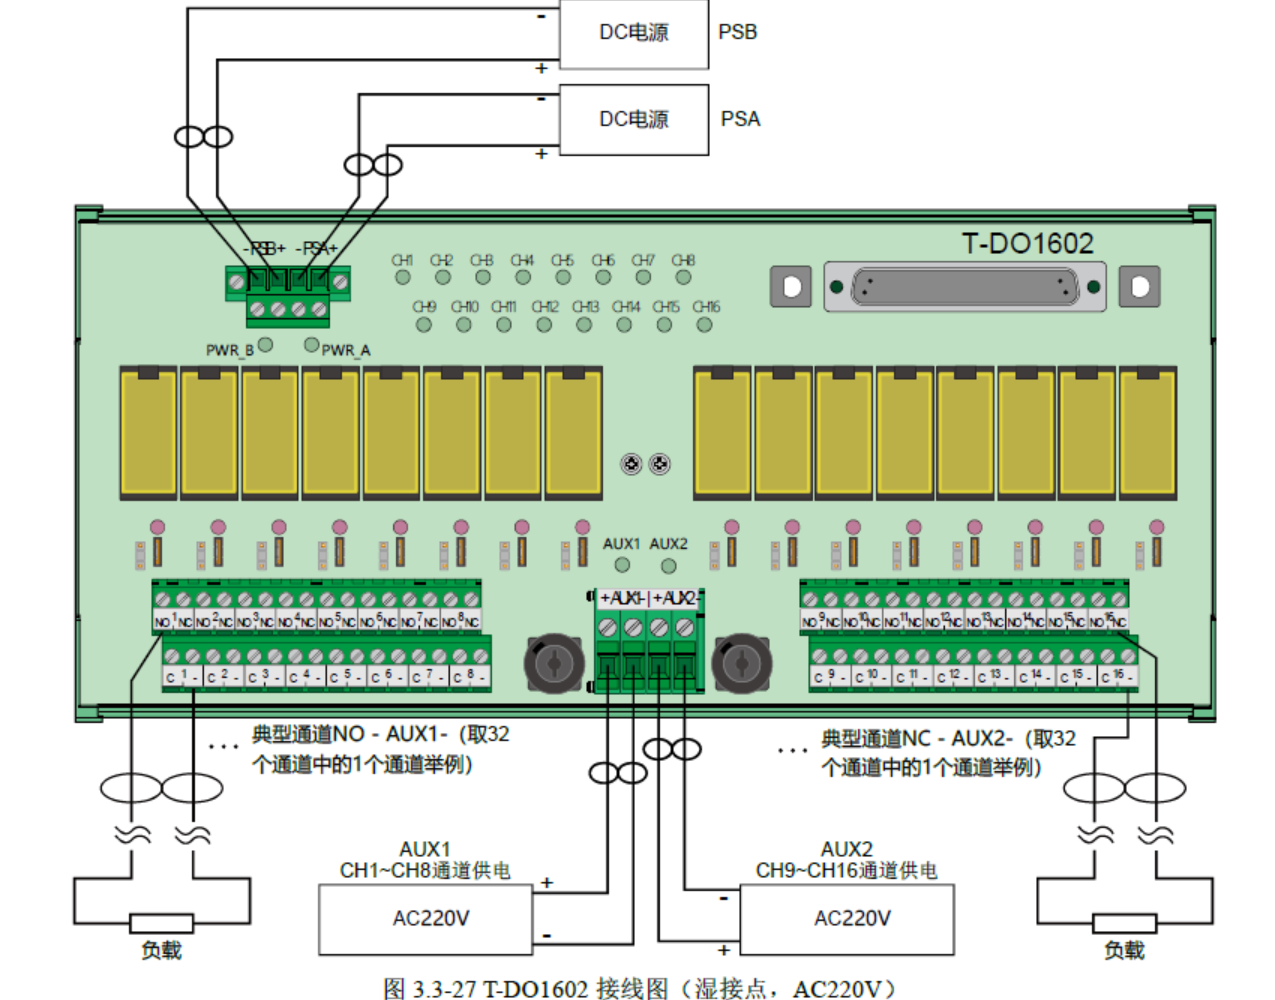 -
DC电源 PSB
+
-
DC电源 PSA
+
T-DO1602
-PSB+ -PSA+
CH1 CH2 CH3 CH4 CH5 CH6 CH7 CH8
CH9 CH10 CH11 CH12 CH13 CH14 CH15 CH16
PWR_B PWR_A
AUX1 AUX2
+AUX1-|+AUX2-
NO 1 NC NO 2 NC NO 3 NC NO 4 NC NO 5 NC NO 6 NC NO 7 NC NO 8 NC
NO 9 NC NO 10 NC NO 11 NC NO 12 NC NO 13 NC NO 14 NC NO 15 NC NO 16 NC
C 1 - C 2 - C 3 - C 4 - C 5 - C 6 - C 7 - C 8 -
C 9 - C 10 - C 11 - C 12 - C 13 - C 14 - C 15 - C 16 -
··· 典型通道NO - AUX1-（取32
个通道中的1个通道举例）
··· 典型通道NC - AUX2-（取32
个通道中的1个通道举例）
AUX1
CH1~CH8通道供电
+
AC220V
-
AUX2
CH9~CH16通道供电
-
AC220V
+
负载
负载
图 3.3-27 T-DO1602 接线图（湿接点，AC220V）